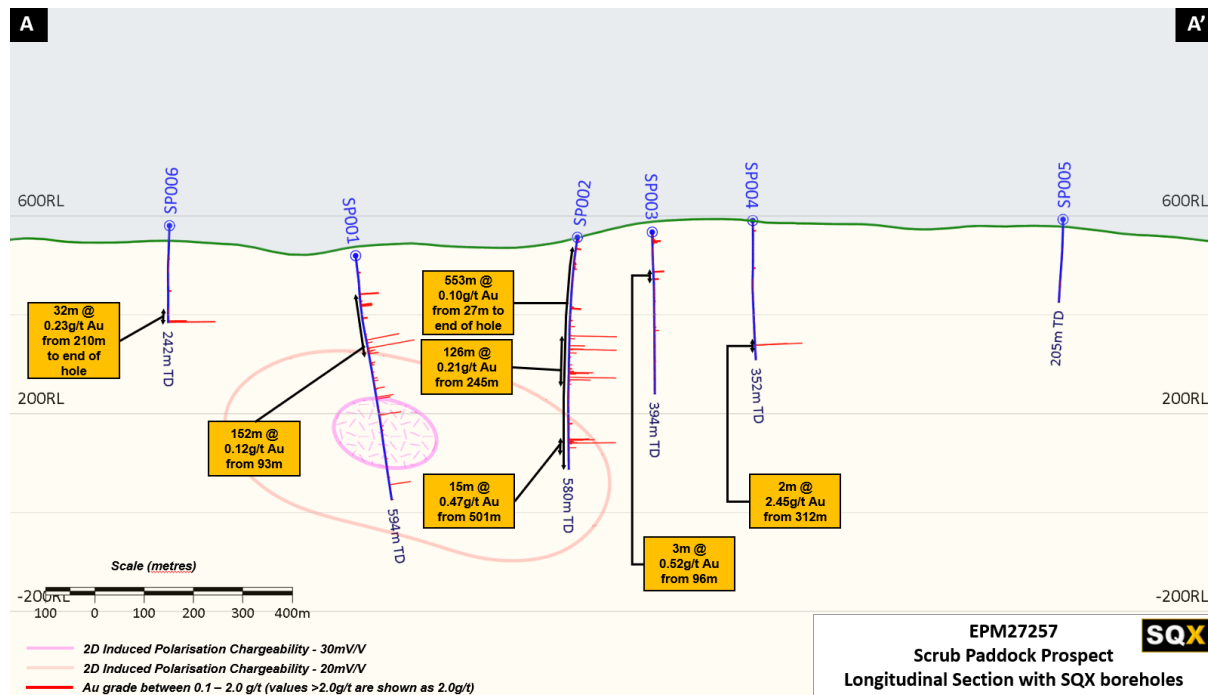 A
A'
SP006
SP001
SP002
SP003
SP004
SP005
600RL
600RL
553m @
0.10g/t Au
from 27m to
end of hole
32m @
0.23g/t Au
from 210m
to end of
hole
242m TD
126m @
0.21g/t Au
from 245m
205m TD
352m TD
394m TD
200RL
200RL
152m @
0.12g/t Au
from 93m
15m @
0.47g/t Au
from 501m
580m TD
594m TD
2m @
2.45g/t Au
from 312m
3m @
0.52g/t Au
from 96m
Scale (metres)
-200RL
-200RL
100 0 100 200 300 400m
2D Induced Polarisation Chargeability - 30mV/V
2D Induced Polarisation Chargeability - 20mV/V
Au grade between 0.1 – 2.0 g/t (values >2.0g/t are shown as 2.0g/t)
EPM27257
SQX
Scrub Paddock Prospect
Longitudinal Section with SQX boreholes